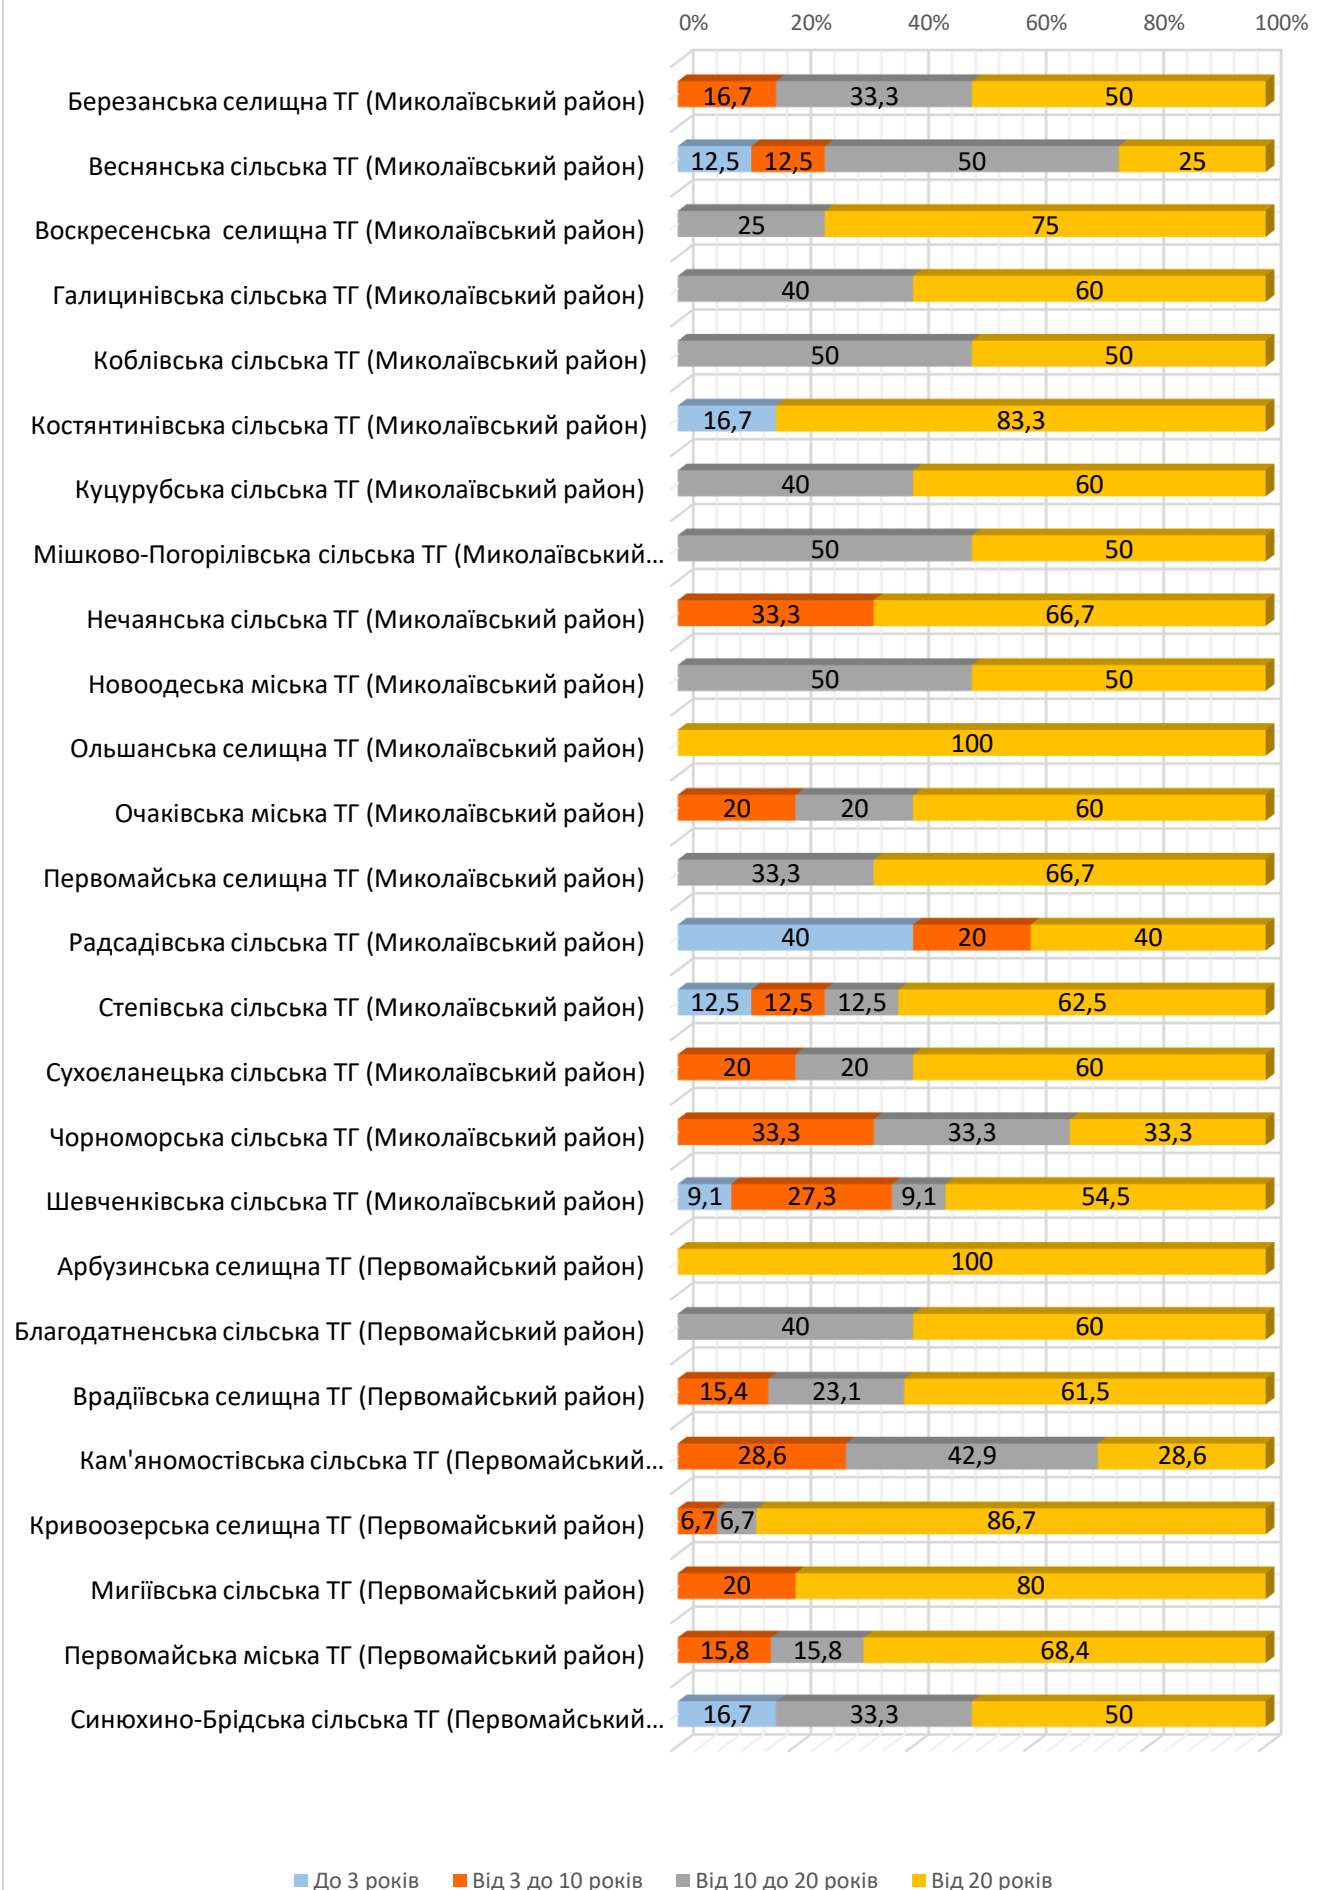 0% 20% 40% 60% 80% 100%
Березанська селищна ТГ (Миколаївський район) 16,7 33,3 50
Веснянська сільська ТГ (Миколаївський район) 12,5 12,5 50 25
Воскресенська селищна ТГ (Миколаївський район) 25 75
Галицинівська сільська ТГ (Миколаївський район) 40 60
Коблівська сільська ТГ (Миколаївський район) 50 50
Костянтинівська сільська ТГ (Миколаївський район) 16,7 83,3
Куцурубська сільська ТГ (Миколаївський район) 40 60
Мішково-Погорілівська сільська ТГ (Миколаївський... 50 50
Нечаянська сільська ТГ (Миколаївський район) 33,3 66,7
Новоодеська міська ТГ (Миколаївський район) 50 50
Ольшанська селищна ТГ (Миколаївський район) 100
Очаківська міська ТГ (Миколаївський район) 20 20 60
Первомайська селищна ТГ (Миколаївський район) 33,3 66,7
Радсадівська сільська ТГ (Миколаївський район) 40 20 40
Степівська сільська ТГ (Миколаївський район) 12,5 12,5 12,5 62,5
Сухоєланецька сільська ТГ (Миколаївський район) 20 20 60
Чорноморська сільська ТГ (Миколаївський район) 33,3 33,3 33,3
Шевченківська сільська ТГ (Миколаївський район) 9,1 27,3 9,1 54,5
Арбузинська селищна ТГ (Первомайський район) 100
Благодатненська сільська ТГ (Первомайський район) 40 60
Врадіївська селищна ТГ (Первомайський район) 15,4 23,1 61,5
Кам'яномостівська сільська ТГ (Первомайський... 28,6 42,9 28,6
Кривоозерська селищна ТГ (Первомайський район) 6,7 6,7 86,7
Мигіївська сільська ТГ (Первомайський район) 20 80
Первомайська міська ТГ (Первомайський район) 15,8 15,8 68,4
Синюхино-Брідська сільська ТГ (Первомайський... 16,7 33,3 50
До 3 років Від 3 до 10 років Від 10 до 20 років Від 20 років